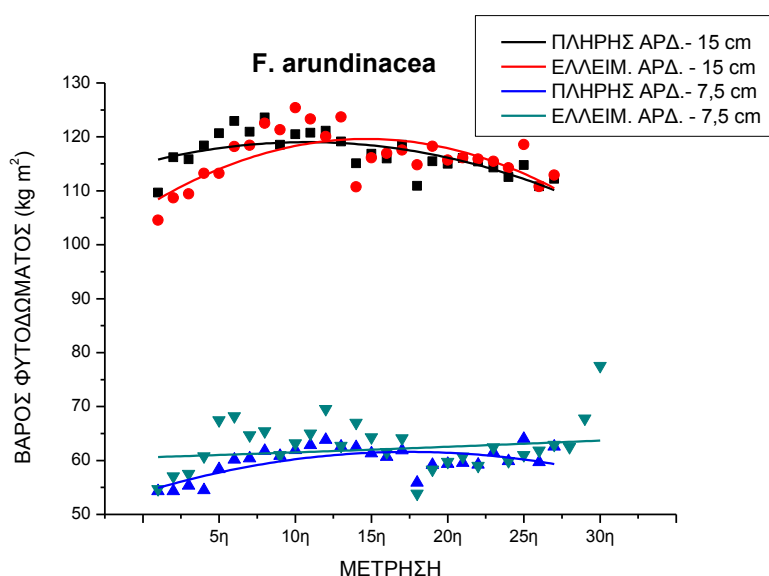 ΠΛΗΡΗΣ ΑΡΔ.- 15 cm
ΕΛΛΕΙΜ. ΑΡΔ.- 15 cm
ΠΛΗΡΗΣ ΑΡΔ.- 7,5 cm
ΕΛΛΕΙΜ. ΑΡΔ.- 7,5 cm
F. arundinacea
ΒΑΡΟΣ ΦΥΤΟΔΩΜΑΤΟΣ (kg m²)
130
120
110
100
90
80
70
60
50
5η 10η 15η 20η 25η 30η
ΜΕΤΡΗΣΗ